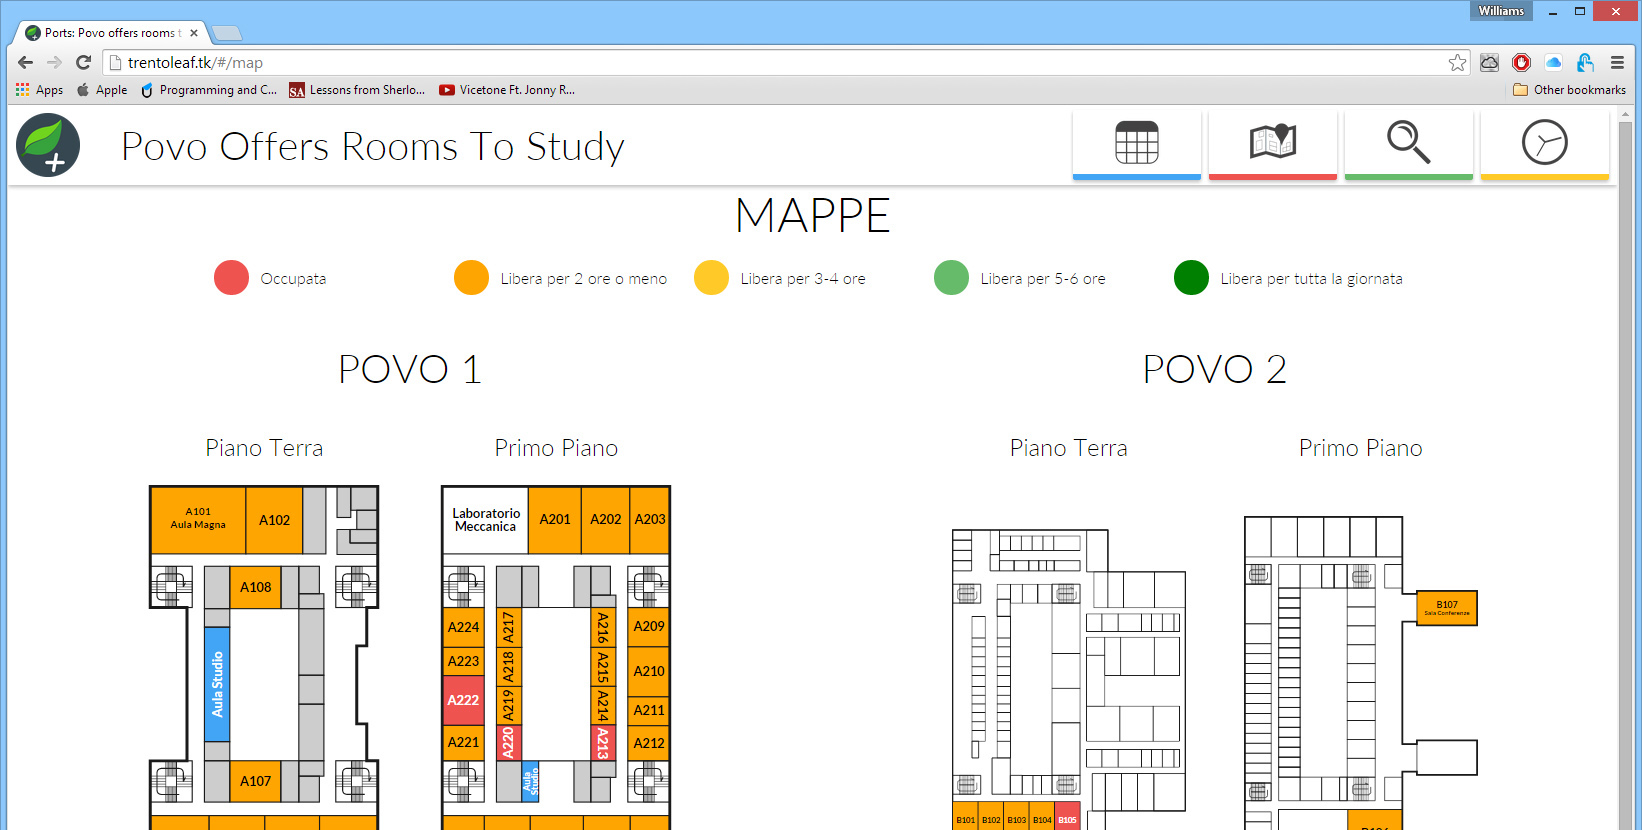 Williams
Ports: Povo offers rooms t
trentoleaf.tk/#/map
Apps
Apple
Programming and C...
SA
Lessons from Sherlo...
Vicetone Ft. Jonny R...
Other bookmarks
Povo Offers Rooms To Study
MAPPE
Occupata
Libera per 2 ore o meno
Libera per 3-4 ore
Libera per 5-6 ore
Libera per tutta la giornata
POVO 1
POVO 2
Piano Terra
Primo Piano
Piano Terra
Primo Piano
A101
Aula Magna
A102
A108
Aula Studio
A107
Laboratorio
Meccanica
A201
A202
A203
A224
A217
A216
A209
A223
A218
A215
A210
A222
A219
A214
A211
A221
A220
A213
A212
Aula
Studio
B101
B102
B103
B104
B105
B107
Sala Conferenze
B106